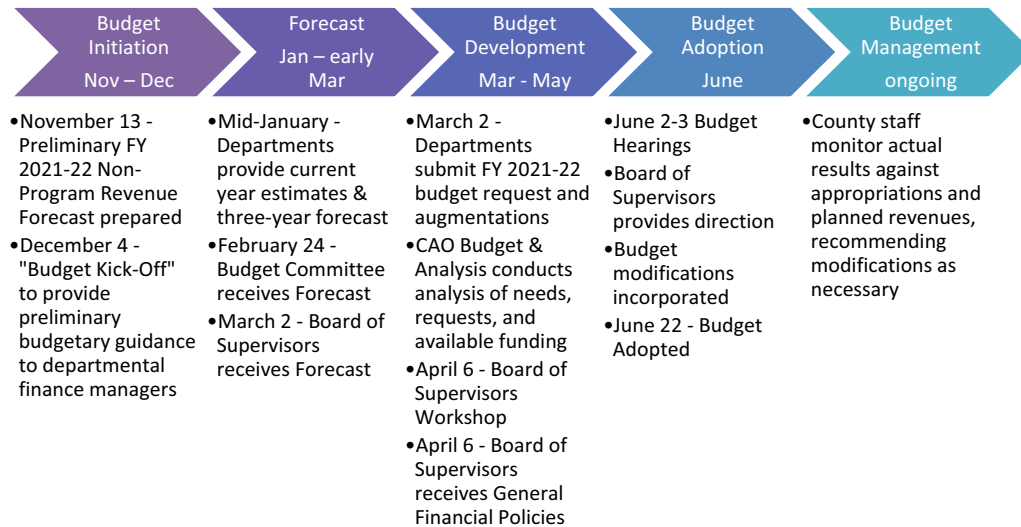 Budget
Initiation
Nov – Dec
•November 13 -
Preliminary FY
2021-22 Non-
Program Revenue
Forecast prepared
•December 4 -
"Budget Kick-Off"
to provide
preliminary
budgetary guidance
to departmental
finance managers
Forecast
Jan – early
Mar
•Mid-January -
Departments
provide current
year estimates &
three-year forecast
•February 24 -
Budget Committee
receives Forecast
•March 2 - Board of
Supervisors
receives Forecast
Budget
Development
Mar - May
•March 2 -
Departments
submit FY 2021-22
budget request and
augmentations
•CAO Budget &
Analysis conducts
analysis of needs,
requests, and
available funding
•April 6 - Board of
Supervisors
Workshop
•April 6 - Board of
Supervisors
receives General
Financial Policies
Budget
Adoption
June
•June 2-3 Budget
Hearings
•Board of
Supervisors
provides direction
•Budget
modifications
incorporated
•June 22 - Budget
Adopted
Budget
Management
ongoing
•County staff
monitor actual
results against
appropriations and
planned revenues,
recommending
modifications as
necessary